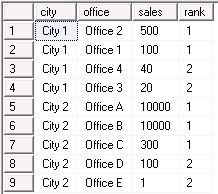 city office sales rank
1 City 1 Office 2 500 1
2 City 1 Office 1 100 1
3 City 1 Office 4 40 2
4 City 1 Office 3 20 2
5 City 2 Office A 10000 1
6 City 2 Office B 10000 1
7 City 2 Office C 300 1
8 City 2 Office D 100 2
9 City 2 Office E 1 2